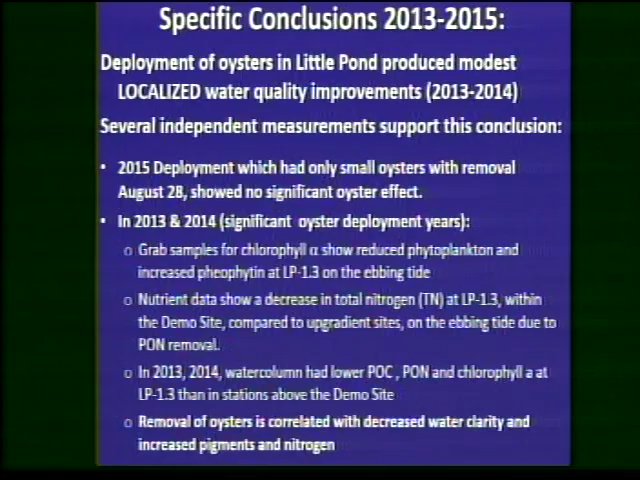 Specific Conclusions 2013-2015:
Deployment of oysters in Little Pond produced modest
LOCALIZED water quality improvements (2013-2014)
Several independent measurements support this conclusion:
• 2015 Deployment which had only small oysters with removal
August 28, showed no significant oyster effect.
• In 2013 & 2014 (significant oyster deployment years):
o Grab samples for chlorophyll α show reduced phytoplankton and
increased pheophytin at LP-1.3 on the ebbing tide
o Nutrient data show a decrease in total nitrogen (TN) at LP-1.3, within
the Demo Site, compared to upgradient sites, on the ebbing tide due to
PON removal.
o In 2013, 2014, watercolumn had lower POC , PON and chlorophyll a at
LP-1.3 than in stations above the Demo Site
o Removal of oysters is correlated with decreased water clarity and
increased pigments and nitrogen